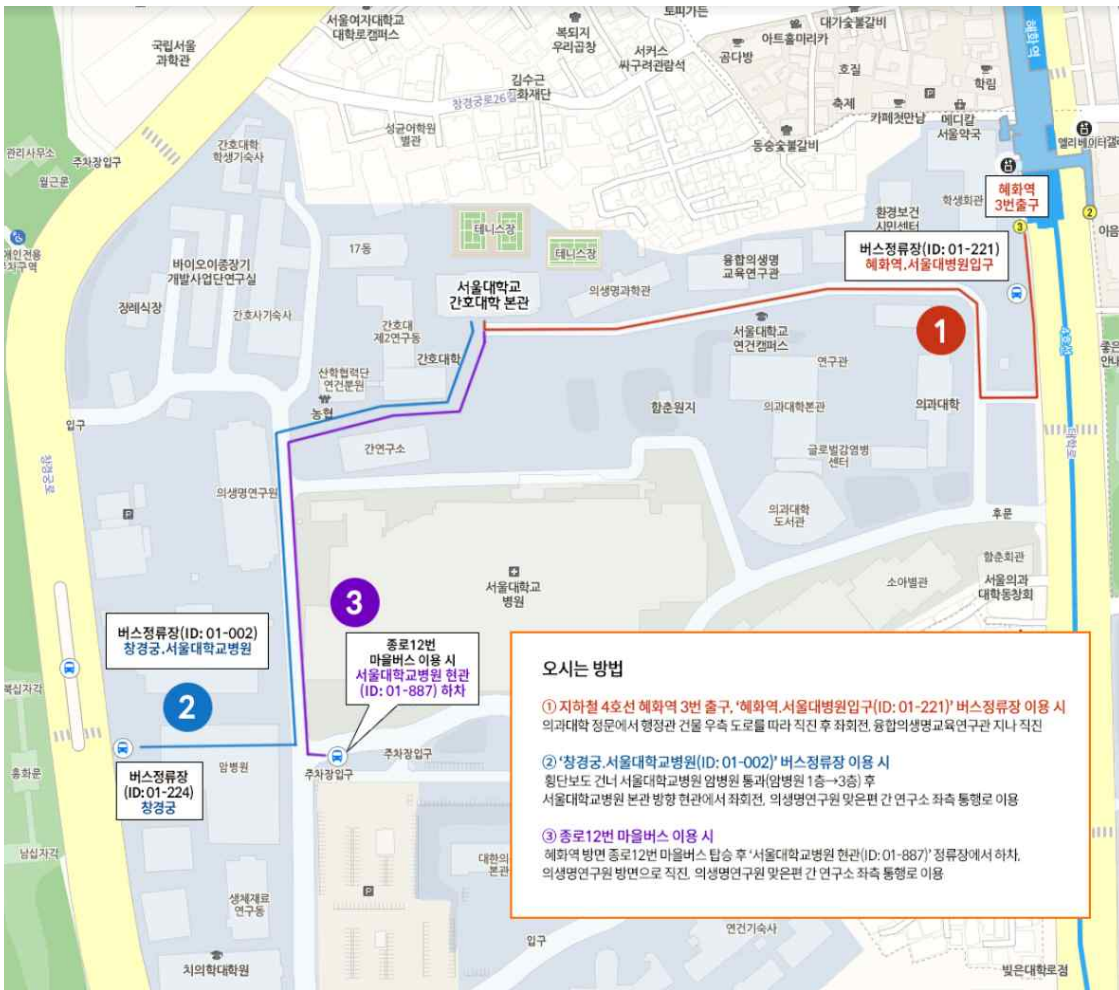 서울여자대학교
대학로캠퍼스
복되지
우리곱창
토피가든
대가숯불갈비
아트홀마리카
국립서울
과학관
서커스
싸구려관람석
곰다방
호질
혜화역
김수근
문화재단
학림
창경궁로26길
축제
카페첫만남
메디칼
서울약국
성균어학원
별관
간호대학
학생기숙사
동숭숯불갈비
엘리베이터
관리사무소
주차장입구
월근문
혜화역
3번출구
학생회관
환경보건
시민센터
2
3
이음
테니스장
테니스장
17동
버스정류장(ID: 01-221)
혜화역.서울대병원입구
융합의생명
교육연구관
바이오이종장기
개발사업단연구실
서울대학교
간호대학 본관
의생명과학관
장례식장
간호사기숙사
간호대
제2연구동
서울대학교
연건캠퍼스
1
4호선
간호대학
연구관
산학협력단
연건분원
농협
함춘원지
의과대학본관
의과대학
입구
대학로
간연구소
글로벌감염병
센터
창경궁로
의생명연구원
의과대학
도서관
후문
함춘회관
서울대학교
병원
소아별관
서울의과
대학동창회
3
버스정류장(ID: 01-002)
창경궁.서울대학교병원
종로12번
마을버스 이용 시
서울대학교병원 현관
(ID: 01-887) 하차
북십자각
2
홍화문
암병원
주차장입구
주차장입구
버스정류장
(ID: 01-224)
창경궁
남십자각
대한의
본관
생체재료
연구동
치의학대학원
입구
연건기숙사
빚은대학로점
오시는 방법
① 지하철 4호선 혜화역 3번 출구, ‘혜화역.서울대병원입구(ID: 01-221)’ 버스정류장 이용 시
의과대학 정문에서 행정관 건물 우측 도로를 따라 직진 후 좌회전, 융합의생명교육연구관 지나 직진
② ‘창경궁.서울대학교병원(ID: 01-002)’ 버스정류장 이용 시
횡단보도 건너 서울대학교병원 암병원 통과(암병원 1층→3층) 후
서울대학교병원 본관 방향 현관에서 좌회전, 의생명연구원 맞은편 간 연구소 좌측 통행로 이용
③ 종로12번 마을버스 이용 시
혜화역 방면 종로12번 마을버스 탑승 후 ‘서울대학교병원 현관(ID: 01-887)’ 정류장에서 하차,
의생명연구원 방면으로 직진, 의생명연구원 맞은편 간 연구소 좌측 통행로 이용